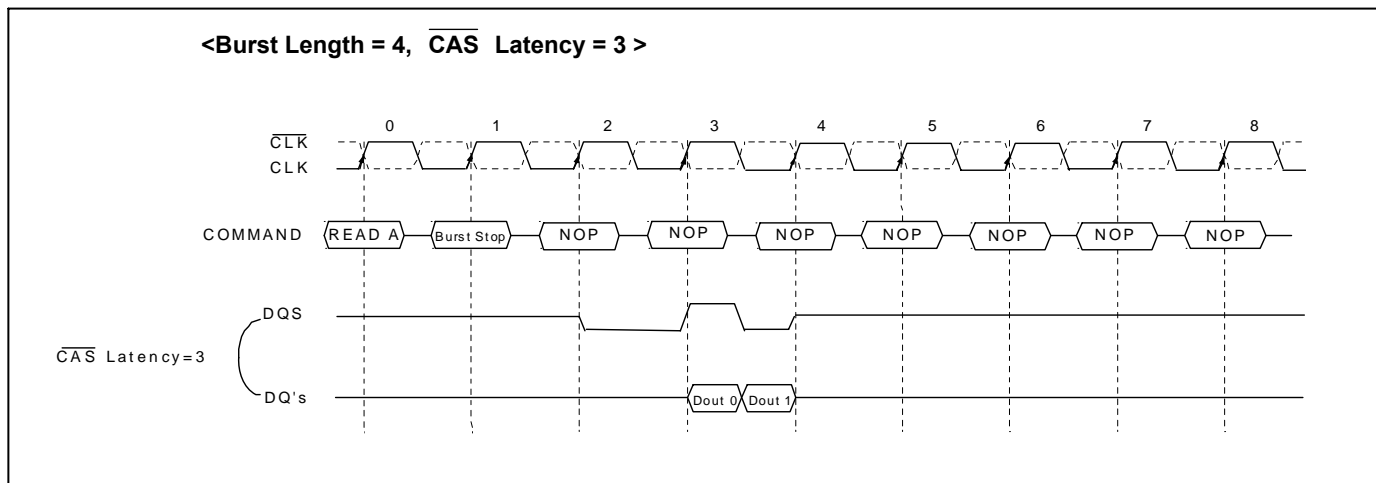 <Burst Length = 4, CAS Latency = 3 >
0 1 2 3 4 5 6 7 8
CLK
CLK
COMMAND READ A Burst Stop NOP NOP NOP NOP NOP NOP NOP
DQS
CAS Latency=3
DQ's Dout 0 Dout 1